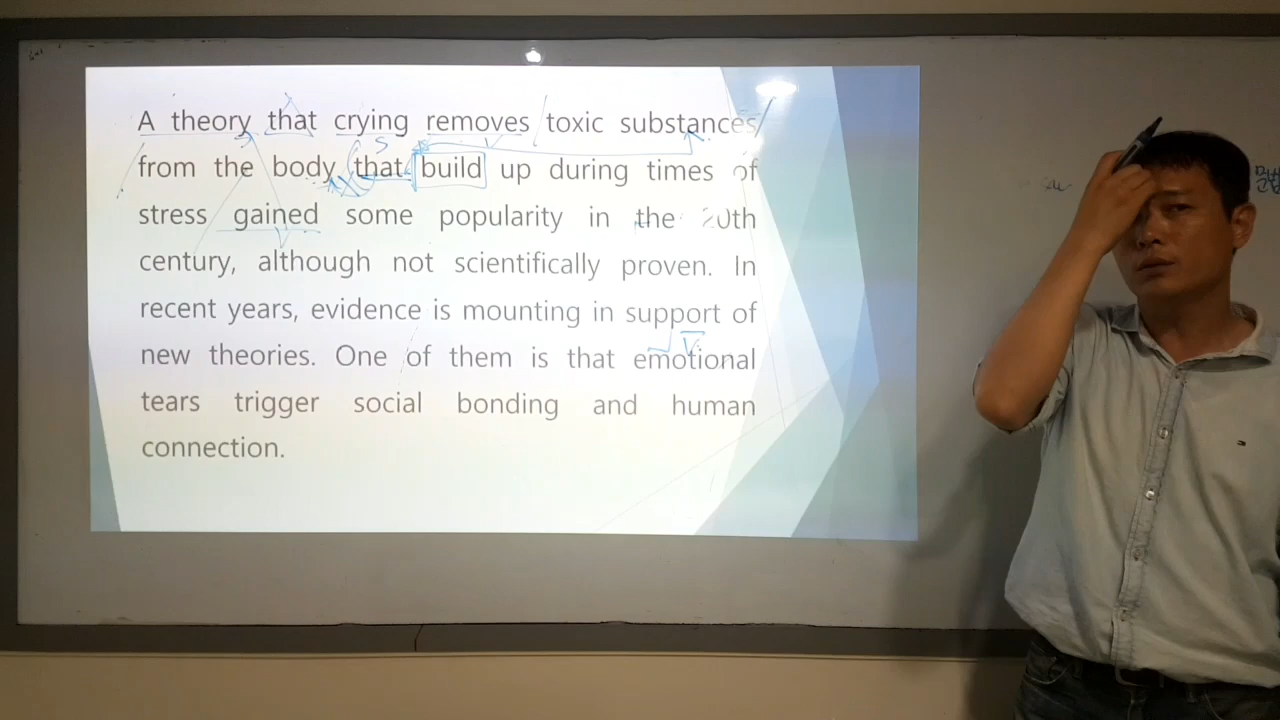 A theory that crying removes toxic substances
from the body that build up during times of
stress gained some popularity in the 20th
century, although not scientifically proven. In
recent years, evidence is mounting in support of
new theories. One of them is that emotional
tears trigger social bonding and human
connection.